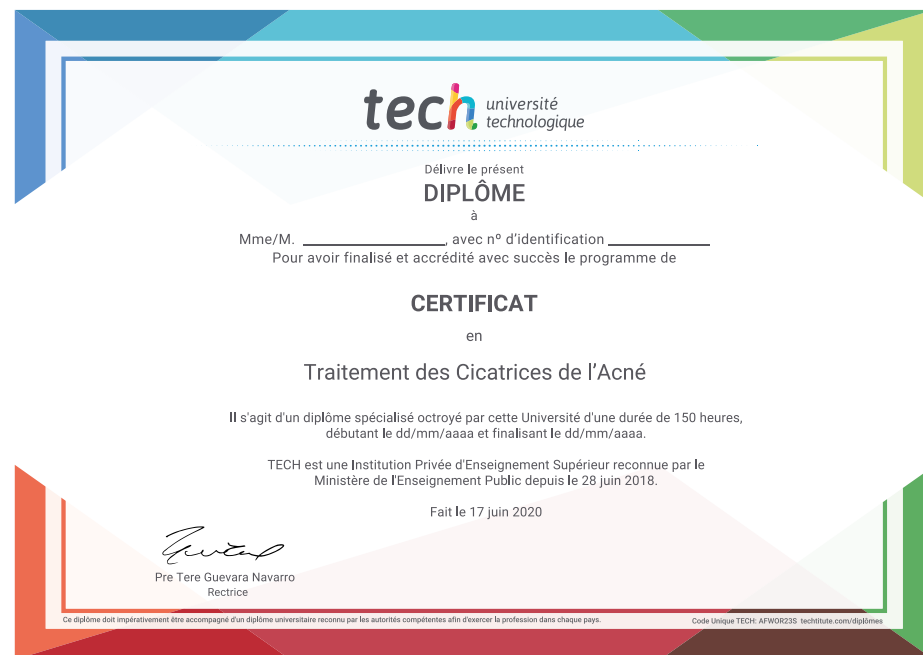 tech université
technologique
Délivre le présent
DIPLÔME
à
Mme/M. ____________________, avec nº d'identification ______________
Pour avoir finalisé et accrédité avec succès le programme de
CERTIFICAT
en
Traitement des Cicatrices de l'Acné
Il s'agit d'un diplôme spécialisé octroyé par cette Université d'une durée de 150 heures,
débutant le dd/mm/aaaa et finalisant le dd/mm/aaaa.
TECH est une Institution Privée d'Enseignement Supérieur reconnue par le
Ministère de l'Enseignement Public depuis le 28 juin 2018.
Fait le 17 juin 2020
Pre Tere Guevara Navarro
Rectrice
Ce diplôme doit impérativement être accompagné d'un diplôme universitaire reconnu par les autorités compétentes afin d'exercer la profession dans chaque pays.
Code Unique TECH: AFWOR23S techtitute.com/diplômes